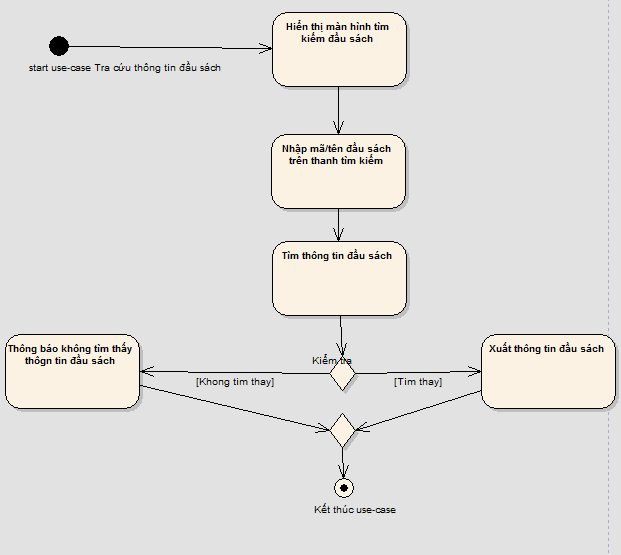 Hiển thị màn hình tìm
kiếm đầu sách
start use-case Tra cứu thông tin đầu sách
Nhập mã/tên đầu sách
trên thanh tìm kiếm
Tìm thông tin đầu sách
Thông báo không tìm thấy
thôgn tin đầu sách
Kiểm tra
Xuất thông tin đầu sách
[Khong tim thay]
[Tim thay]
Kết thúc use-case